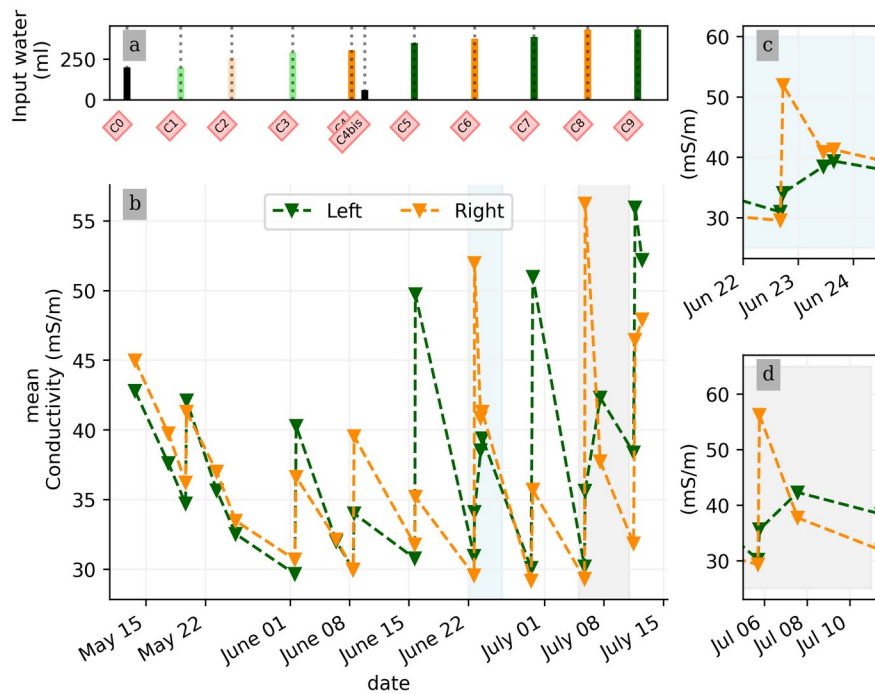 a
Input water
(ml)
250
0
C0
C1
C2
C3
C4
C4bis
C5
C6
C7
C8
C9
b
Left
Right
mean
Conductivity (mS/m)
55
50
45
40
35
30
May 15
May 22
June 01
June 08
June 15
June 22
July 01
July 08
July 15
date
c
(mS/m)
60
50
40
30
Jun 22
Jun 23
Jun 24
d
(mS/m)
60
50
40
30
Jul 06
Jul 08
Jul 10